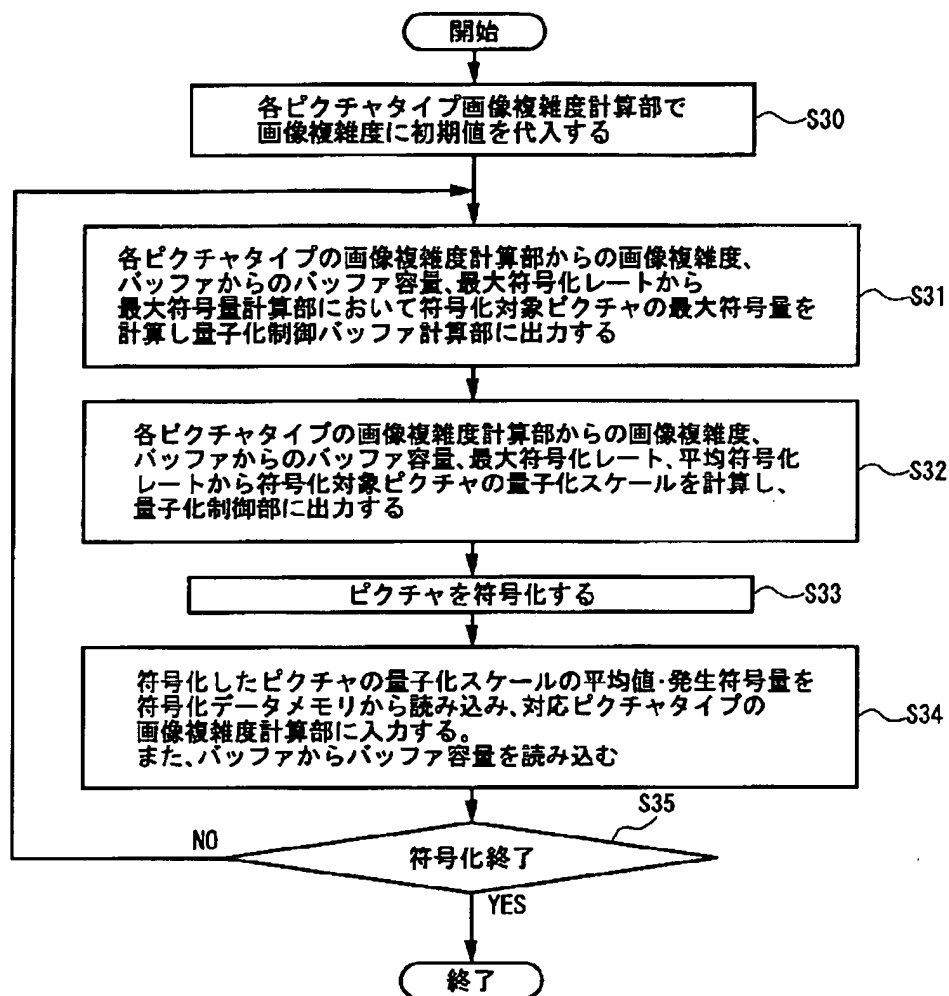 開始
各ピクチャタイプ画像複雑度計算部で
画像複雑度に初期値を代入する
S30
各ピクチャタイプの画像複雑度計算部からの画像複雑度、
バッファからのバッファ容量、最大符号化レートから
最大符号量計算部において符号化対象ピクチャの最大符号量を
計算し量子化制御バッファ計算部に出力する
S31
各ピクチャタイプの画像複雑度計算部からの画像複雑度、
バッファからのバッファ容量、最大符号化レート、平均符号化
レートから符号化対象ピクチャの量子化スケールを計算し、
量子化制御部に出力する
S32
ピクチャを符号化する
S33
符号化したピクチャの量子化スケールの平均値・発生符号量を
符号化データメモリから読み込み、対応ピクチャタイプの
画像複雑度計算部に入力する。
また、バッファからバッファ容量を読み込む
S34
S35
NO
符号化終了
YES
終了